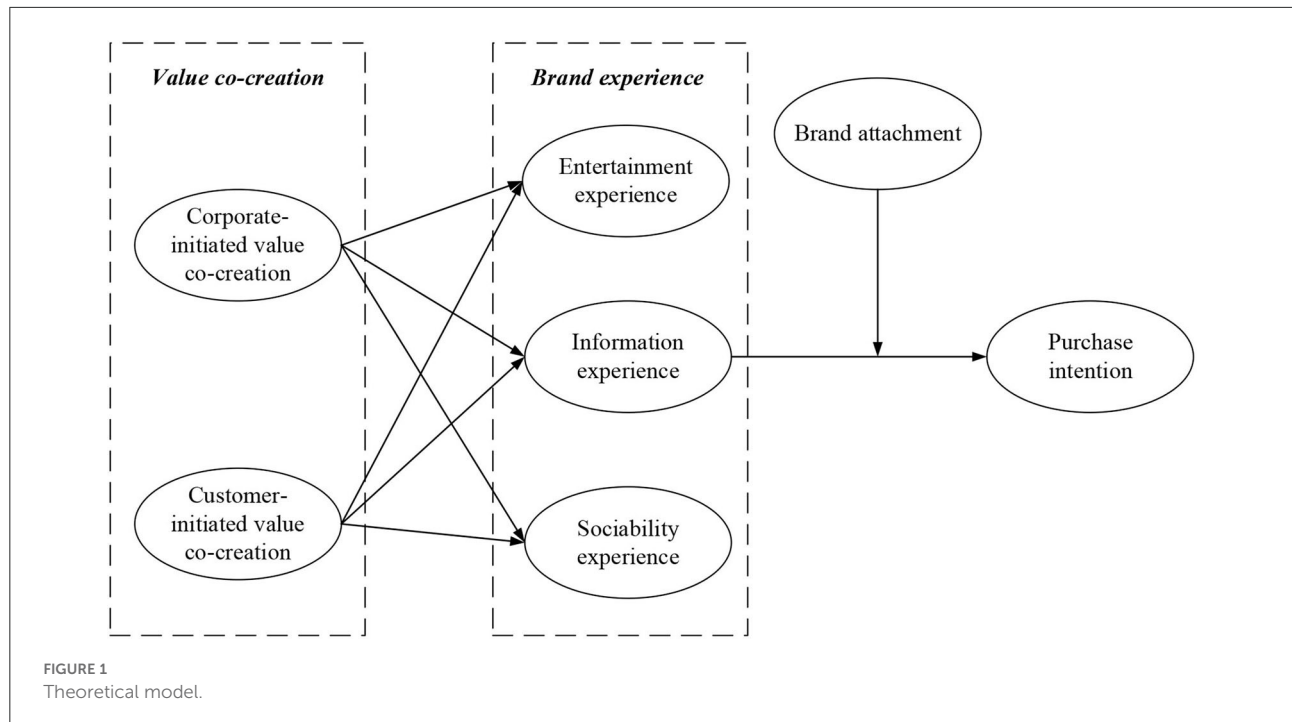 Value co-creation
Corporate-
initiated value
co-creation
Customer-
initiated value
co-creation
Brand experience
Entertainment
experience
Information
experience
Sociability
experience
Brand attachment
Purchase
intention
FIGURE 1
Theoretical model.